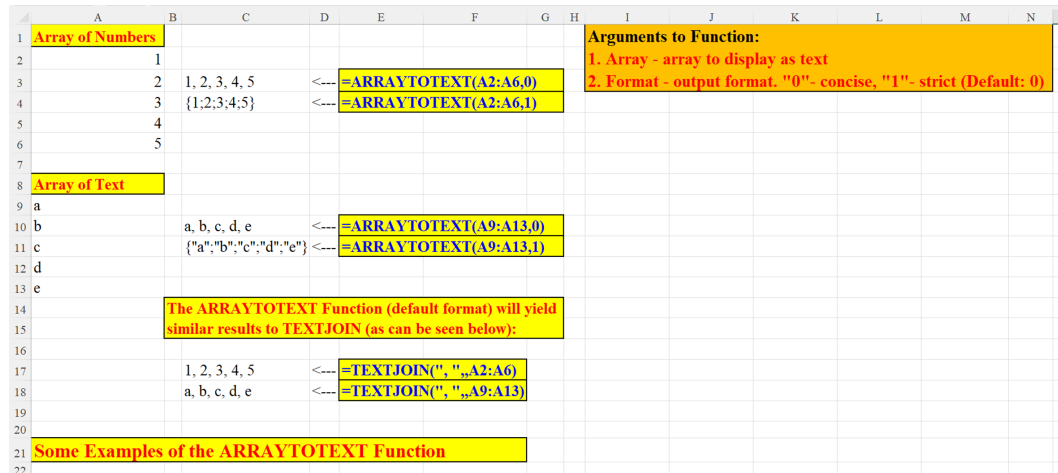 A B C D E F G H I J K L M N
1 Array of Numbers Arguments to Function:
2 1 1. Array - array to display as text
3 2 1, 2, 3, 4, 5 <--- =ARRAYTOTEXT(A2:A6,0) 2. Format - output format. "0"- concise, "1"- strict (Default: 0)
4 3 {1;2;3;4;5} <--- =ARRAYTOTEXT(A2:A6,1)
5 4
6 5
7
8 Array of Text
9 a
10 b a, b, c, d, e <--- =ARRAYTOTEXT(A9:A13,0)
11 c {"a";"b";"c";"d";"e"} <--- =ARRAYTOTEXT(A9:A13,1)
12 d
13 e
14 The ARRAYTOTEXT Function (default format) will yield
15 similar results to TEXTJOIN (as can be seen below):
16
17 1, 2, 3, 4, 5 <--- =TEXTJOIN(", ",,A2:A6)
18 a, b, c, d, e <--- =TEXTJOIN(", ",,A9:A13)
19
20
21 Some Examples of the ARRAYTOTEXT Function
22